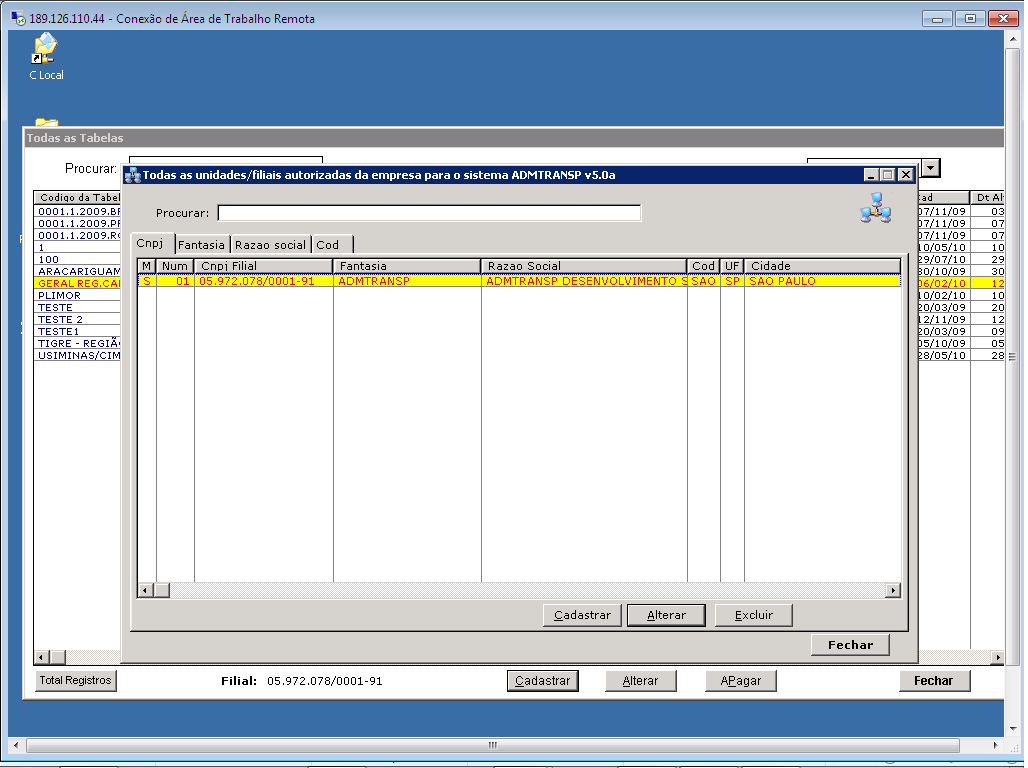 189.126.110.44 - Conexão de Área de Trabalho Remota
C Local
Todas as Tabelas
Procurar:
Todas as unidades/filiais autorizadas da empresa para o sistema ADMTRANSP v5.0a
Procurar:
Cnpj Fantasia Razao social Cod
M Num Cnpj Filial Fantasia Razao Social Cod UF Cidade
S 01 05.972.078/0001-91 ADMTRANSP ADMTRANSP DESENVOLVIMENTO S SAO SP SAO PAULO
Codigo da Tabel ad Dt Al
0001.1.2009.BF 07/11/09 03
0001.1.2009.PF 07/11/09 07
0001.1.2009.RC 07/11/09 07
1 10/05/10 10
100 29/07/10 29
ARACARIGUAM 30/10/09 30
GERAL REG.CAI 06/02/10 12
PLIMOR 10/02/10 10
TESTE 20/03/09 20
TESTE 2 12/11/09 12
TESTE1 20/03/09 09
TIGRE - REGIÃ 05/10/09 05
USIMINAS/CIM 28/05/10 28
Cadastrar Alterar Excluir
Fechar
Total Registros Filial: 05.972.078/0001-91 Cadastrar Alterar APagar Fechar